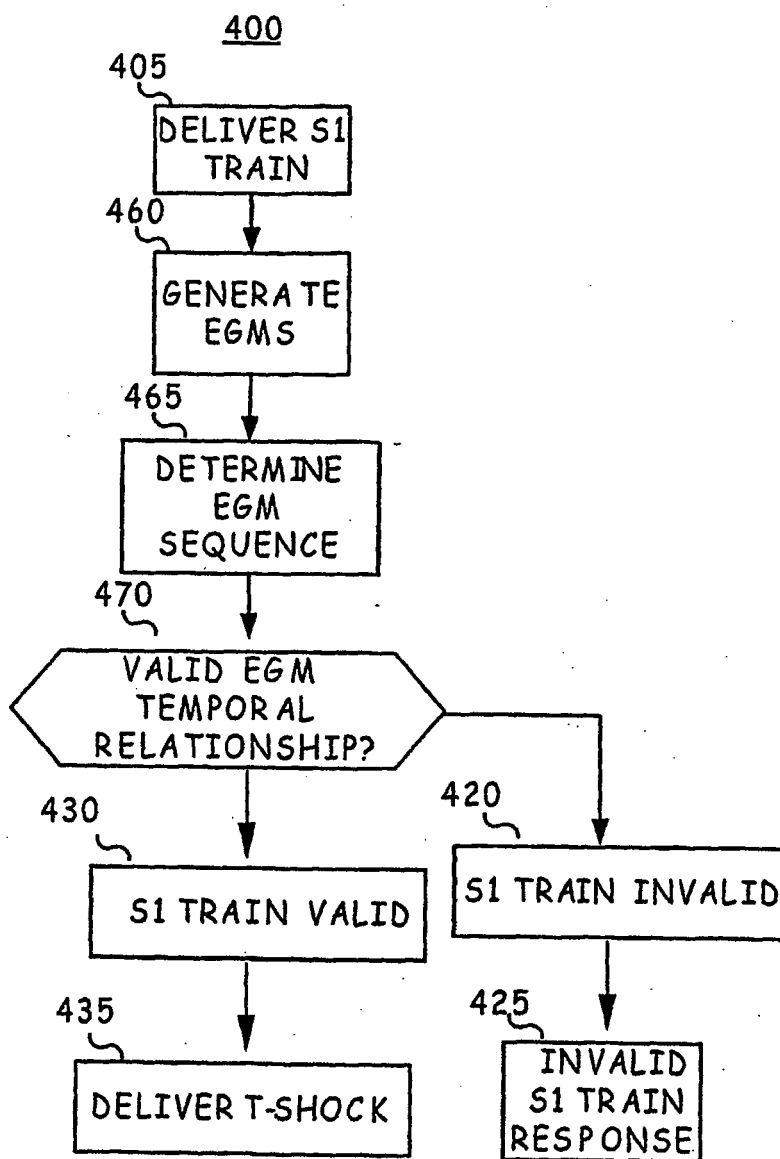 400
405
DELIVER S1
TRAIN
460
GENERATE
EGMS
465
DETERMINE
EGM
SEQUENCE
470
VALID EGM
TEMPORAL
RELATIONSHIP?
430
S1 TRAIN VALID
420
S1 TRAIN INVALID
435
DELIVER T-SHOCK
425
INVALID
S1 TRAIN
RESPONSE